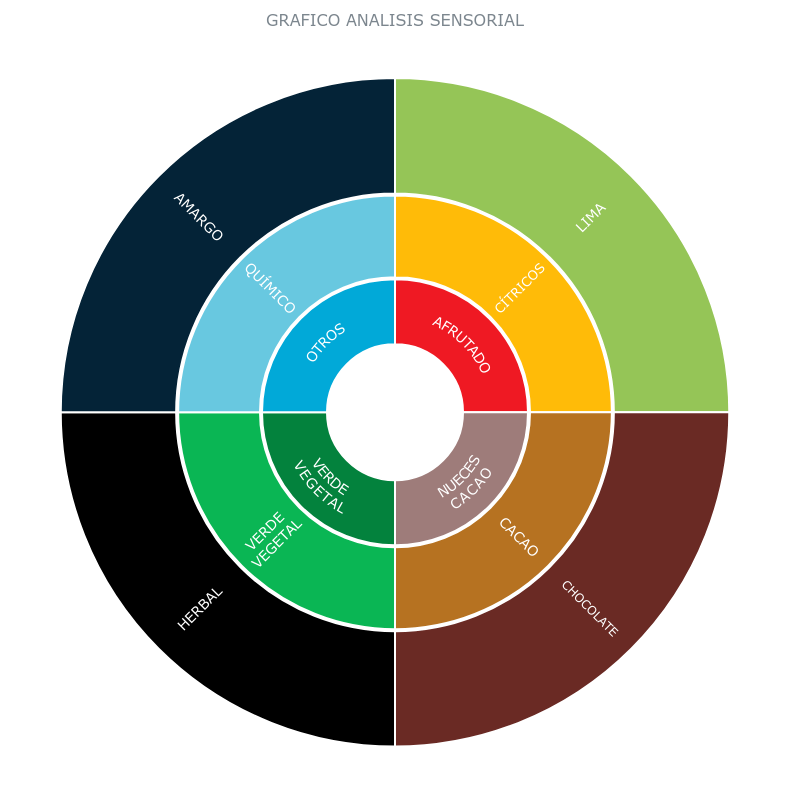 GRAFICO ANALISIS SENSORIAL
AMARGO
LIMA
QUÍMICO
CÍTRICOS
OTROS
AFRUTADO
VERDE
VEGETAL
NUECES
CACAO
VERDE
VEGETAL
CACAO
HERBAL
CHOCOLATE